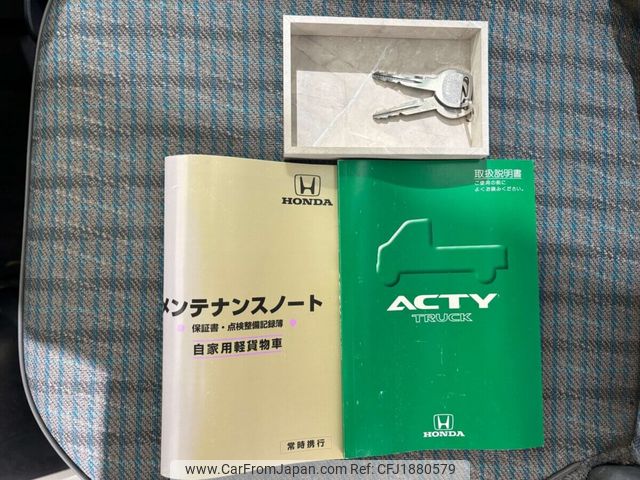 HONDA
メンテナンスノート
保証書・点検整備記録簿
自家用軽貨物車
常時携行
取扱説明書
ご使用の前に
よくお読みください。
ACTY
TRUCK
HONDA
www.CarFromJapan.com | Ref. No: CFJ1880579